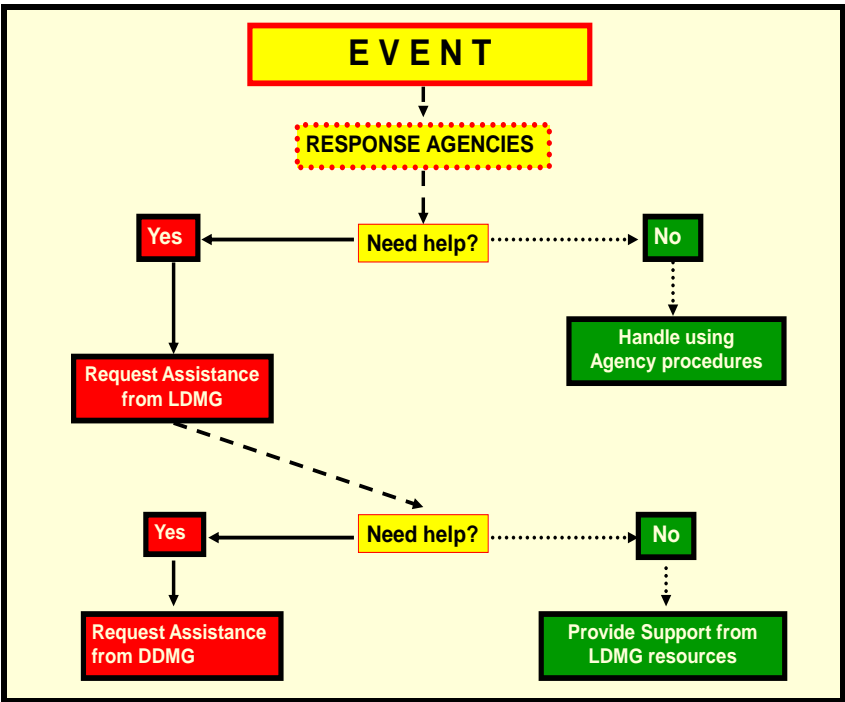 E V E N T
RESPONSE AGENCIES
Yes
Need help?
No
Handle using
Agency procedures
Request Assistance
from LDMG
Yes
Need help?
No
Request Assistance
from DDMG
Provide Support from
LDMG resources